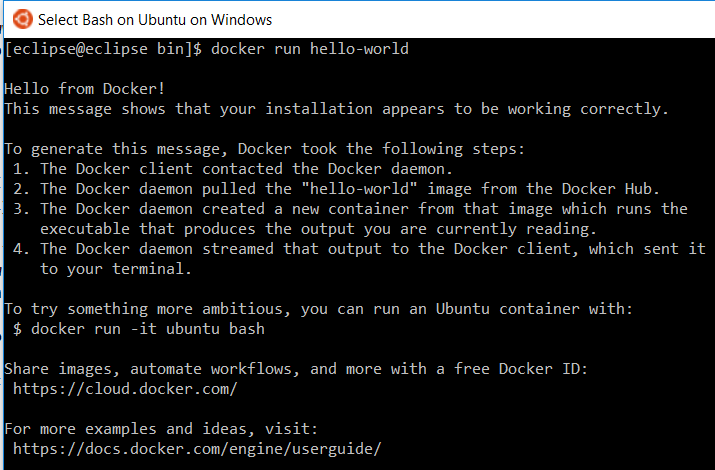 Select Bash on Ubuntu on Windows
[eclipse@eclipse bin]$ docker run hello-world
Hello from Docker!
This message shows that your installation appears to be working correctly.
To generate this message, Docker took the following steps:
1. The Docker client contacted the Docker daemon.
2. The Docker daemon pulled the "hello-world" image from the Docker Hub.
3. The Docker daemon created a new container from that image which runs the
executable that produces the output you are currently reading.
4. The Docker daemon streamed that output to the Docker client, which sent it
to your terminal.
To try something more ambitious, you can run an Ubuntu container with:
$ docker run -it ubuntu bash
Share images, automate workflows, and more with a free Docker ID:
https://cloud.docker.com/
For more examples and ideas, visit:
https://docs.docker.com/engine/userguide/